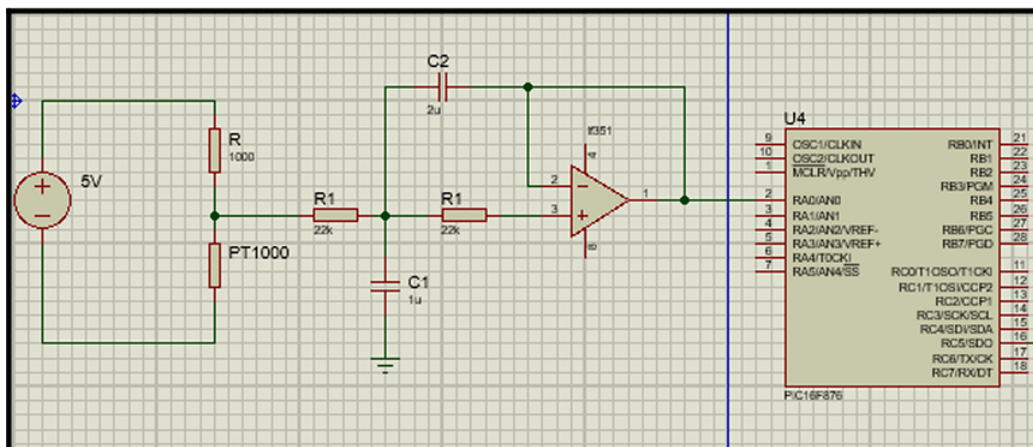 C2
2u
lf351
4
2
3
1
8
5V
R
1000
R1
22k
R1
22k
PT1000
C1
1u
U4
9 OSC1/CLKIN RB0/INT 21
10 OSC2/CLKOUT RB1 22
1 MCLR/Vpp/THV RB2 23
RB3/PGM 24
2 RA0/AN0 RB4 25
3 RA1/AN1 RB5 26
4 RA2/AN2/VREF- RB6/PGC 27
5 RA3/AN3/VREF+ RB7/PGD 28
6 RA4/T0CKI
7 RA5/AN4/SS RC0/T1OSO/T1CKI 11
RC1/T1OSI/CCP2 12
RC2/CCP1 13
RC3/SCK/SCL 14
RC4/SDI/SDA 15
RC5/SDO 16
RC6/TX/CK 17
RC7/RX/DT 18
PIC16F876